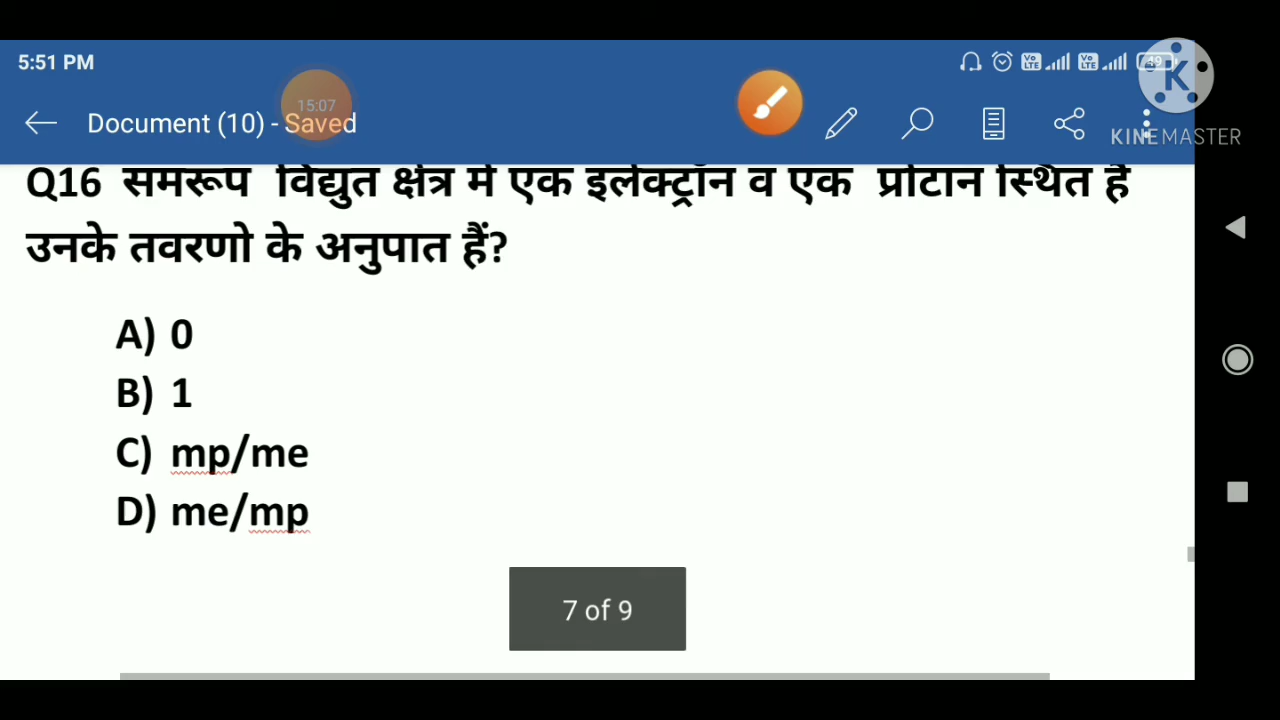 5:51 PM
49
15:07
Document (10) - Saved
K
KINEMASTER
Q16 समरूप विद्युत क्षेत्र में एक इलेक्ट्रॉन व एक प्रोटॉन स्थित है
उनके तवरणो के अनुपात हैं?
A) 0
B) 1
C) mp/me
D) me/mp
7 of 9